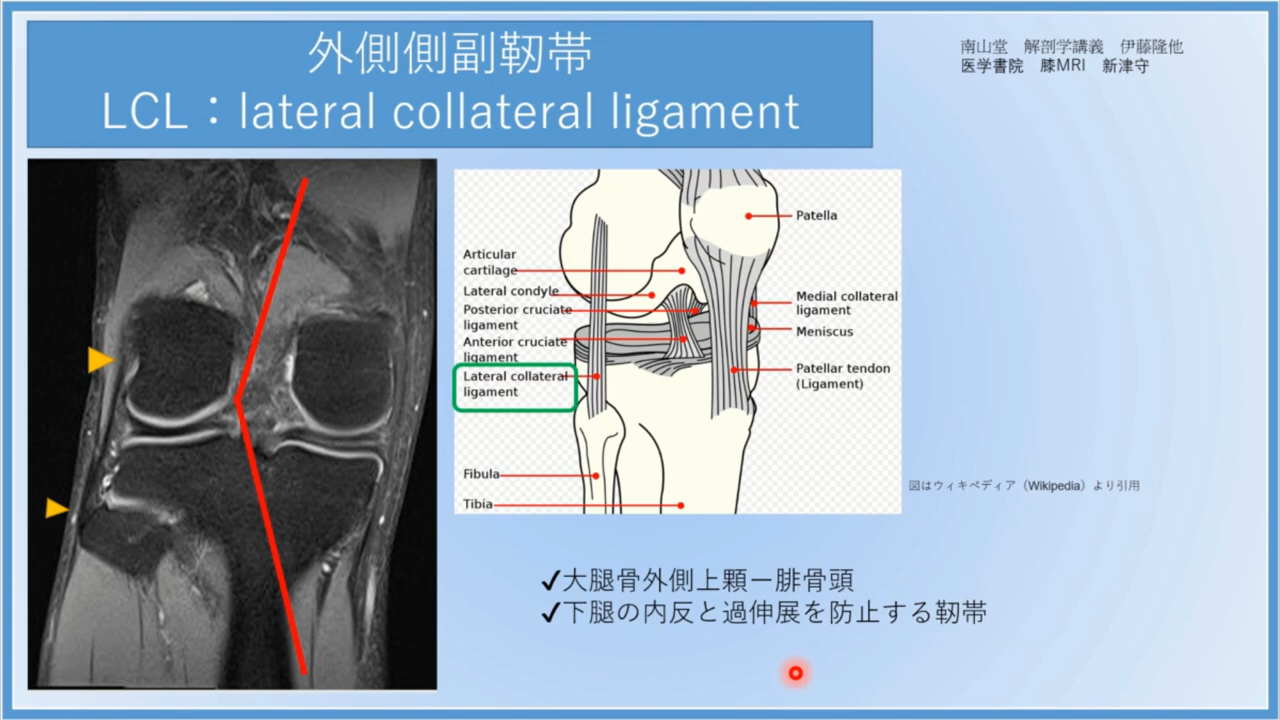 外側側副靭帯
LCL：lateral collateral ligament
南山堂　解剖学講義　伊藤隆他
医学書院　膝MRI　新津守
Patella
Articular
cartilage
Lateral condyle
Posterior cruciate
ligament
Anterior cruciate
ligament
Lateral collateral
ligament
Fibula
Tibia
Medial collateral
ligament
Meniscus
Patellar tendon
(Ligament)
図はウィキペディア（Wikipedia）より引用
✓大腿骨外側上顆ー腓骨頭
✓下腿の内反と過伸展を防止する靭帯